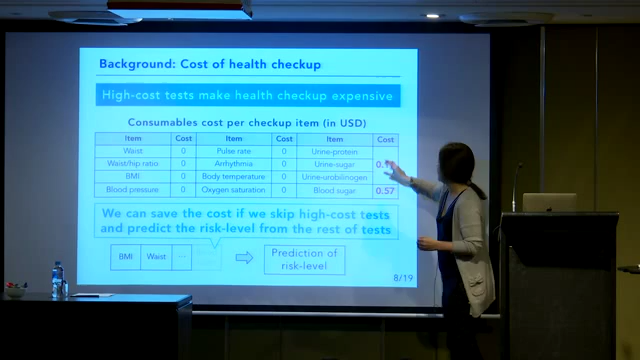 Background: Cost of health checkup
High-cost tests make health checkup expensive
Consumables cost per checkup item (in USD)
Item Cost Item Cost Item Cost
Waist 0 Pulse rate 0 Urine-protein
Waist/hip ratio 0 Arrhythmia 0 Urine-sugar
BMI 0 Body temperature 0 Urine-urobilinogen
Blood pressure 0 Oxygen saturation 0 Blood sugar 0.57
We can save the cost if we skip high-cost tests
and predict the risk-level from the rest of tests
BMI Waist ... Prediction of
risk-level
8/19